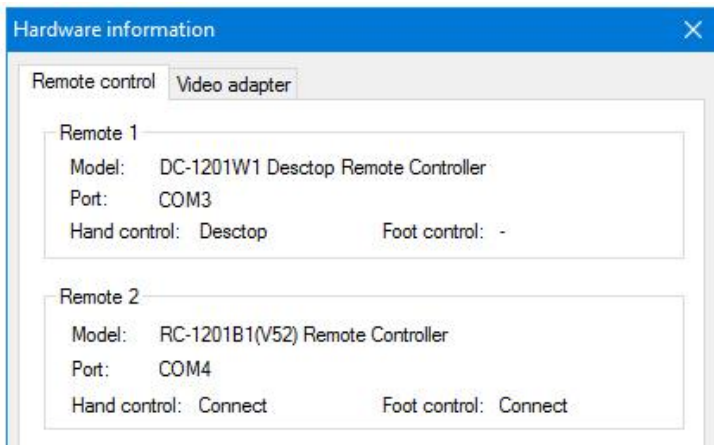 Hardware information
Remote control Video adapter
Remote 1
Model: DC-1201W1 Desctop Remote Controller
Port: COM3
Hand control: Desctop Foot control: -
Remote 2
Model: RC-1201B1(V52) Remote Controller
Port: COM4
Hand control: Connect Foot control: Connect